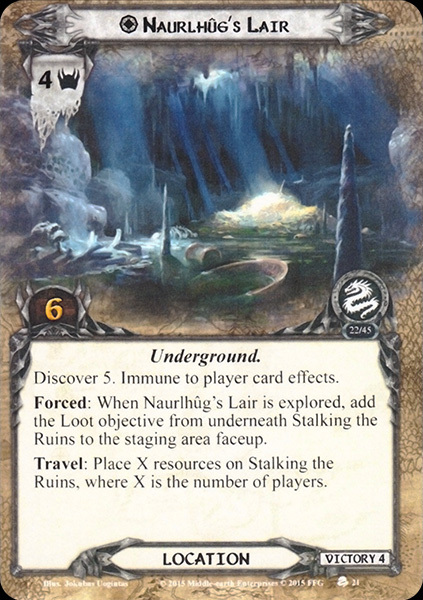 Naurlhûg's Lair
4
6
22/45
Underground.
Discover 5. Immune to player card effects.
Forced: When Naurlhûg's Lair is explored, add
the Loot objective from underneath Stalking the
Ruins to the staging area faceup.
Travel: Place X resources on Stalking the
Ruins, where X is the number of players.
LOCATION
VICTORY 4
Illus. Jokubas Uogintas
© 2015 Middle-earth Enterprises © 2015 FFG
21